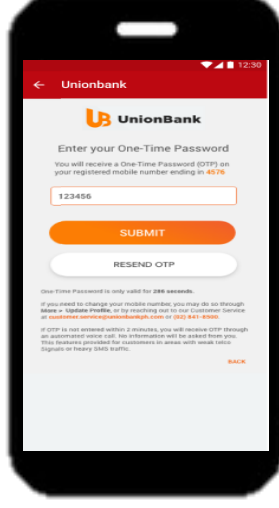 12:30
Unionbank
UB UnionBank
Enter your One-Time Password
You will receive a One-Time Password (OTP) on
your registered mobile number ending in 4576
123456
SUBMIT
RESEND OTP
One-Time Password is only valid for 286 seconds.
If you need to change your mobile number, you may do so through
More > Update Profile, or by reaching out to our Customer Service
at customer.service@unionbankph.com or (02) 841-8600.
If OTP is not entered within 2 minutes, you will receive OTP through
an automated voice call. No information will be asked from you.
This features provided for customers in areas with weak telco
Signals or heavy SMS traffic.
BACK